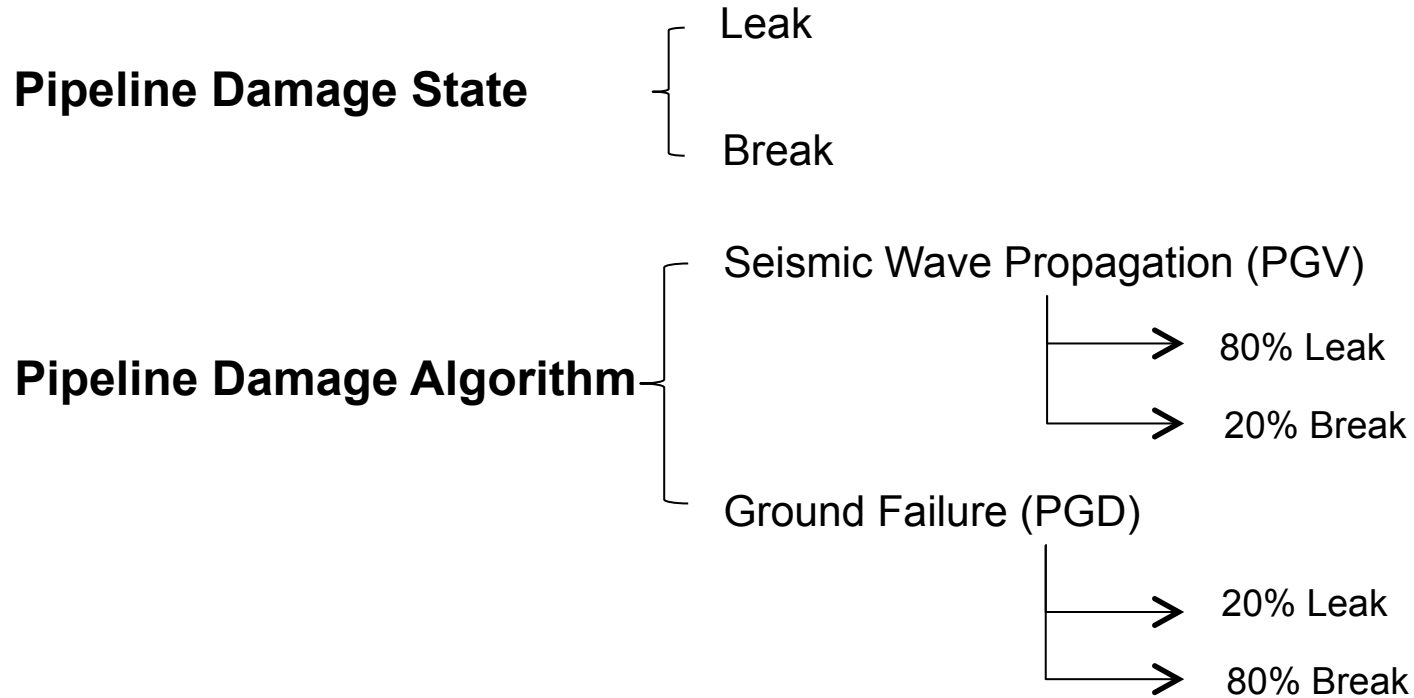 Leak
Pipeline Damage State
Break
Seismic Wave Propagation (PGV)
80% Leak
Pipeline Damage Algorithm
20% Break
Ground Failure (PGD)
20% Leak
80% Break